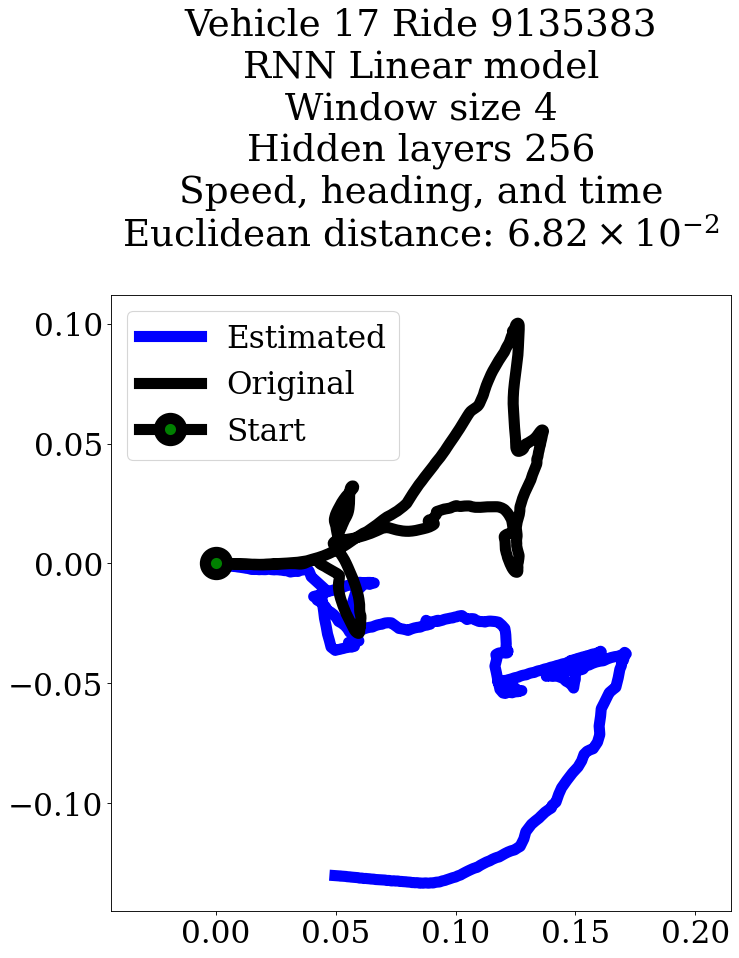 Vehicle 17 Ride 9135383
RNN Linear model
Window size 4
Hidden layers 256
Speed, heading, and time
Euclidean distance: 6.82 × 10⁻²
Estimated
Original
Start
0.10
0.05
0.00
−0.05
−0.10
0.00 0.05 0.10 0.15 0.20